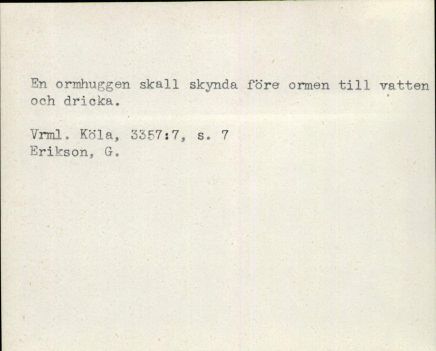 En ormhuggen skall skynda före ormen till vatten
och dricka.
Vrml. Köla, 3357:7, s. 7
Erikson, G.